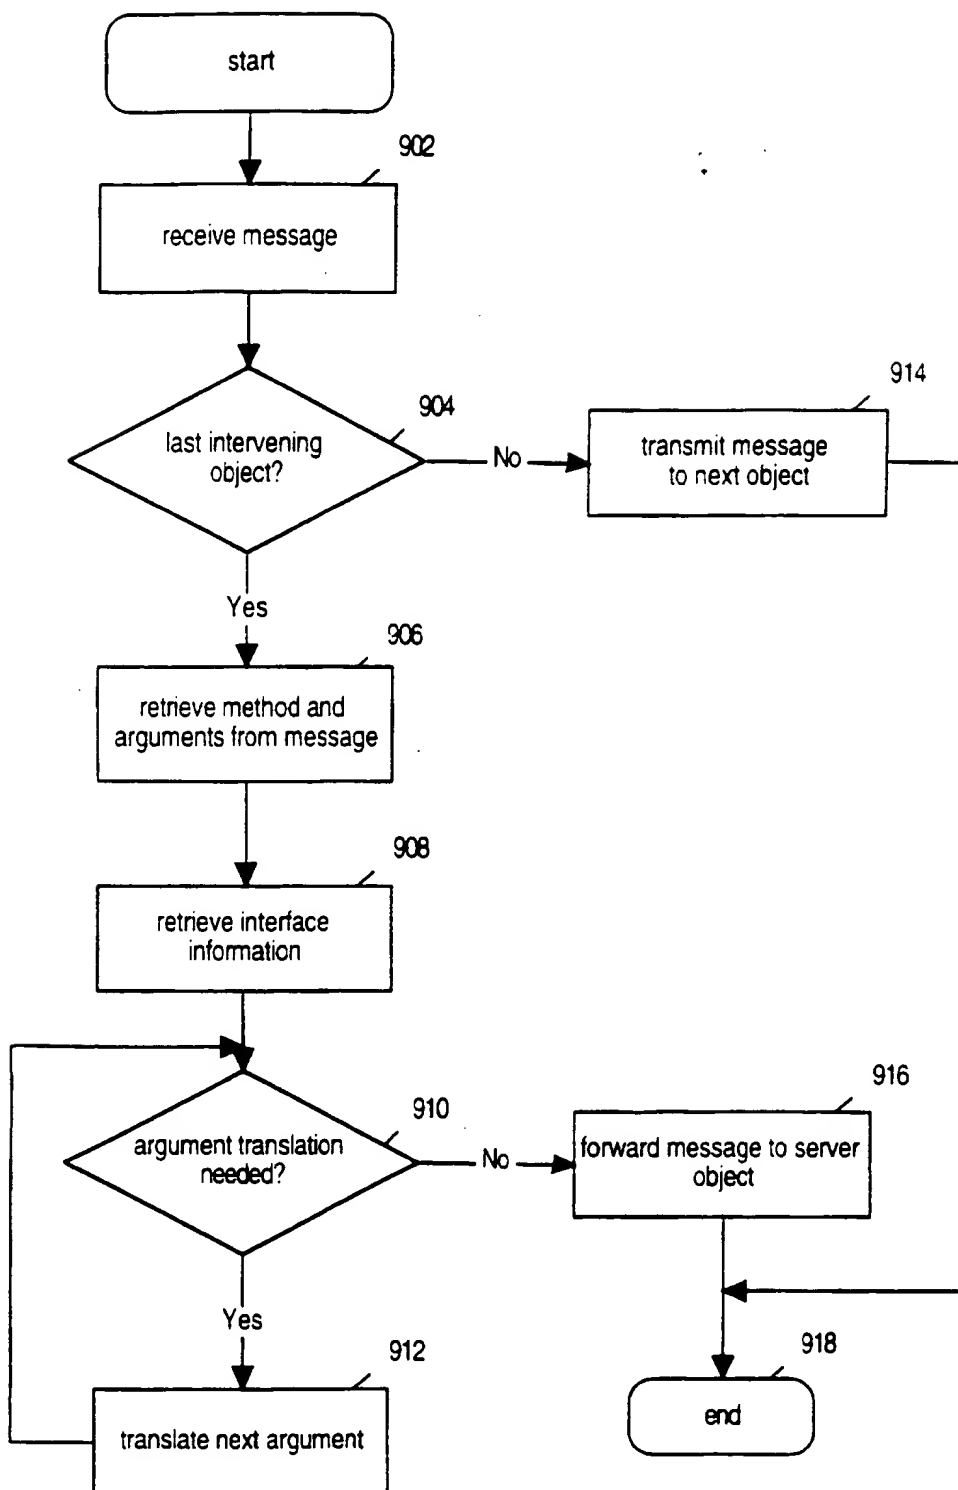 start
902
receive message
904
last intervening
object?
No
914
transmit message
to next object
Yes
906
retrieve method and
arguments from message
908
retrieve interface
information
910
argument translation
needed?
No
916
forward message to server
object
Yes
912
translate next argument
918
end